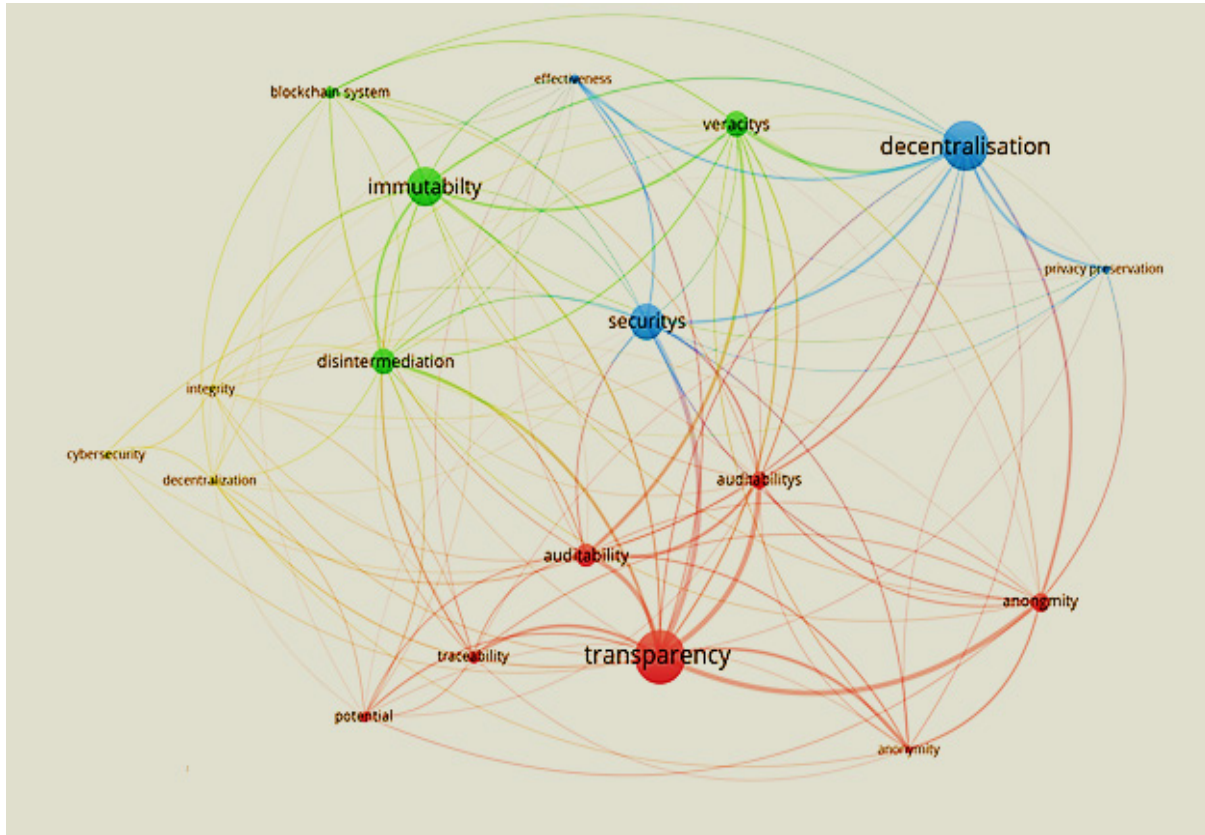 effectiveness
blockchain system
veracitys
decentralisation
immutabilty
privacy preservation
securitys
disintermediation
integrity
cybersecurity
decentralization
auditabilitys
auditability
anongmity
transparency
traceability
potential
anonymity